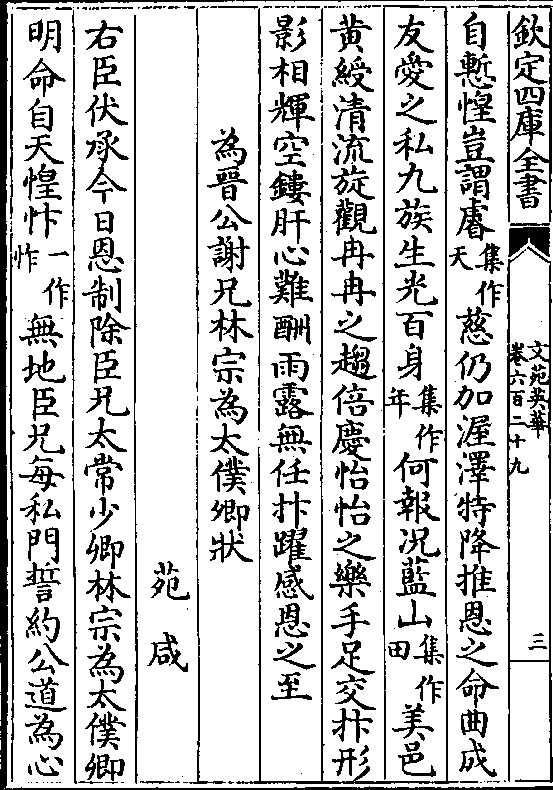 欽定四庫全書
文苑英華
卷六百二十九
三
自慙惶豈謂睿集作天慈仍加渥澤特降推恩之命曲成
友愛之私九族生光百身集作年何報况藍山集作田美邑
黄綬清流旋觀冉冉之趨倍慶怡怡之樂手足交抃形
影相輝空鏤肝心難酬雨露無任抃躍感恩之至
為晉公謝兄林宗為太僕卿狀
苑咸
右臣伏承今日恩制除臣兄太常少卿林宗為太僕卿
明命自天惶忭一作怍無地臣兄每私門誓約公道為心